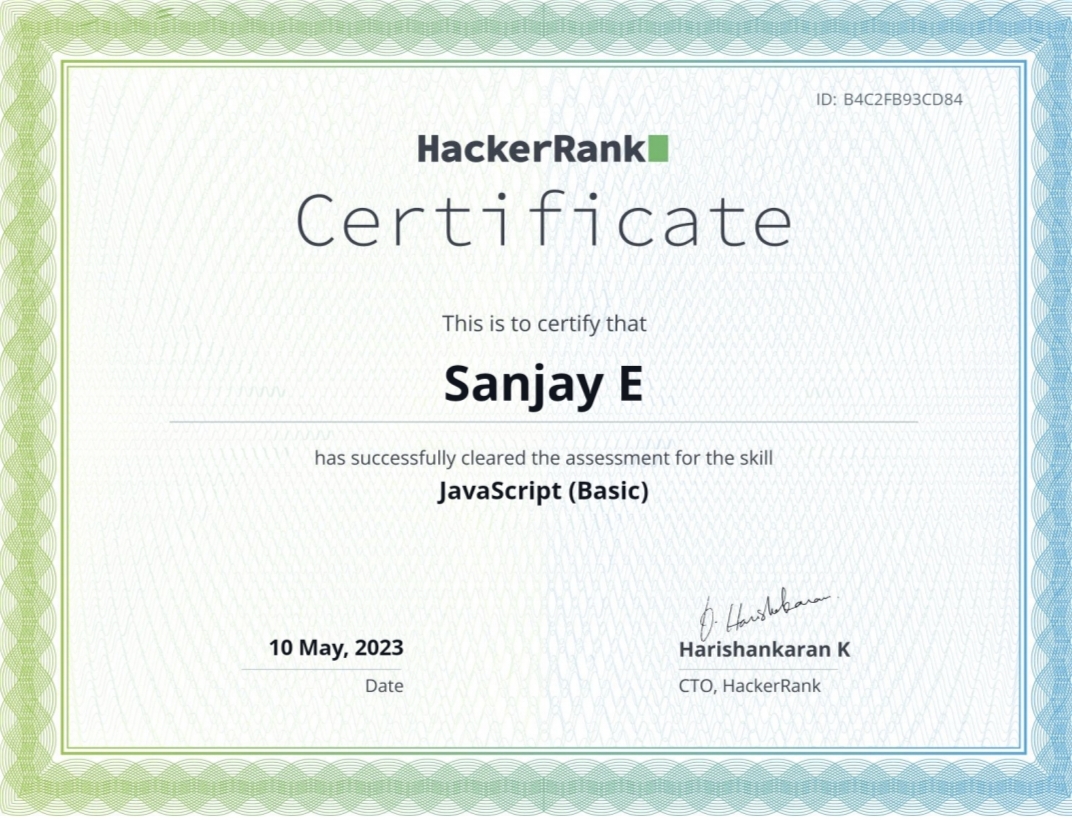 ID: B4C2FB93CD84
HackerRank
Certificate
This is to certify that
Sanjay E
has successfully cleared the assessment for the skill
JavaScript (Basic)
10 May, 2023
Date
Harishankaran K
CTO, HackerRank